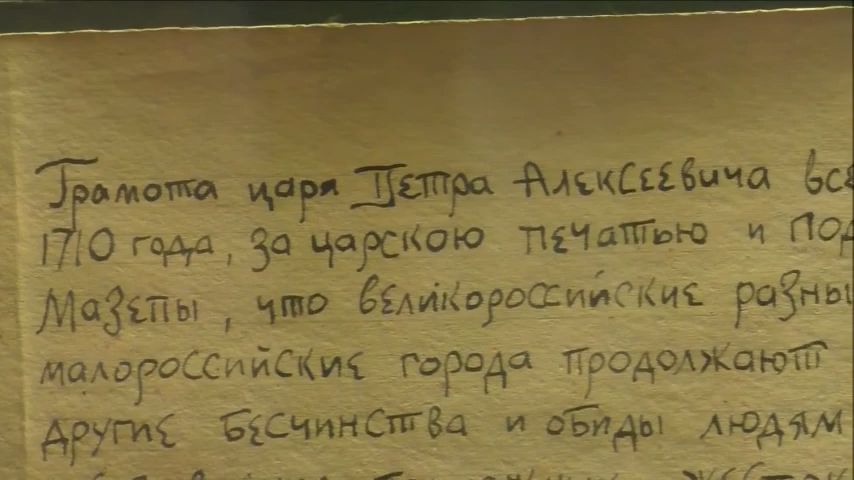 Грамота царя Петра Алексеевича все
1710 года, за царскою печатью и под
Мазепы, что великороссийские разны
малороссийские города продолжают
другие бесчинства и обиды людям